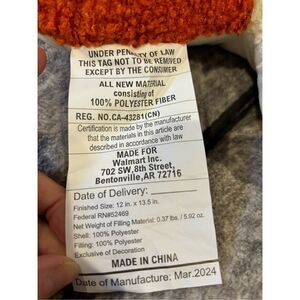 UNDER PENALTY OF LAW
THIS TAG NOT TO BE REMOVED
EXCEPT BY THE CONSUMER
ALL NEW MATERIAL
consisting of
100% POLYESTER FIBER
REG. NO.CA-43281(CN)
Certification is made by the manufacturer
that the materials in this article are
described in accordance with law
MADE FOR
Walmart Inc.
702 SW,8th Street,
Bentonville,AR 72716
Date of Delivery:
Finished Size: 12 in. x 13.5 in.
Federal RN#52469
Net Weight of Filling Material: 0.37 lbs. / 5.92 oz.
Shell: 100% Polyester
Filling: 100% Polyester
Exclusive of Decoration
MADE IN CHINA
Date of Manufacture: Mar.2024